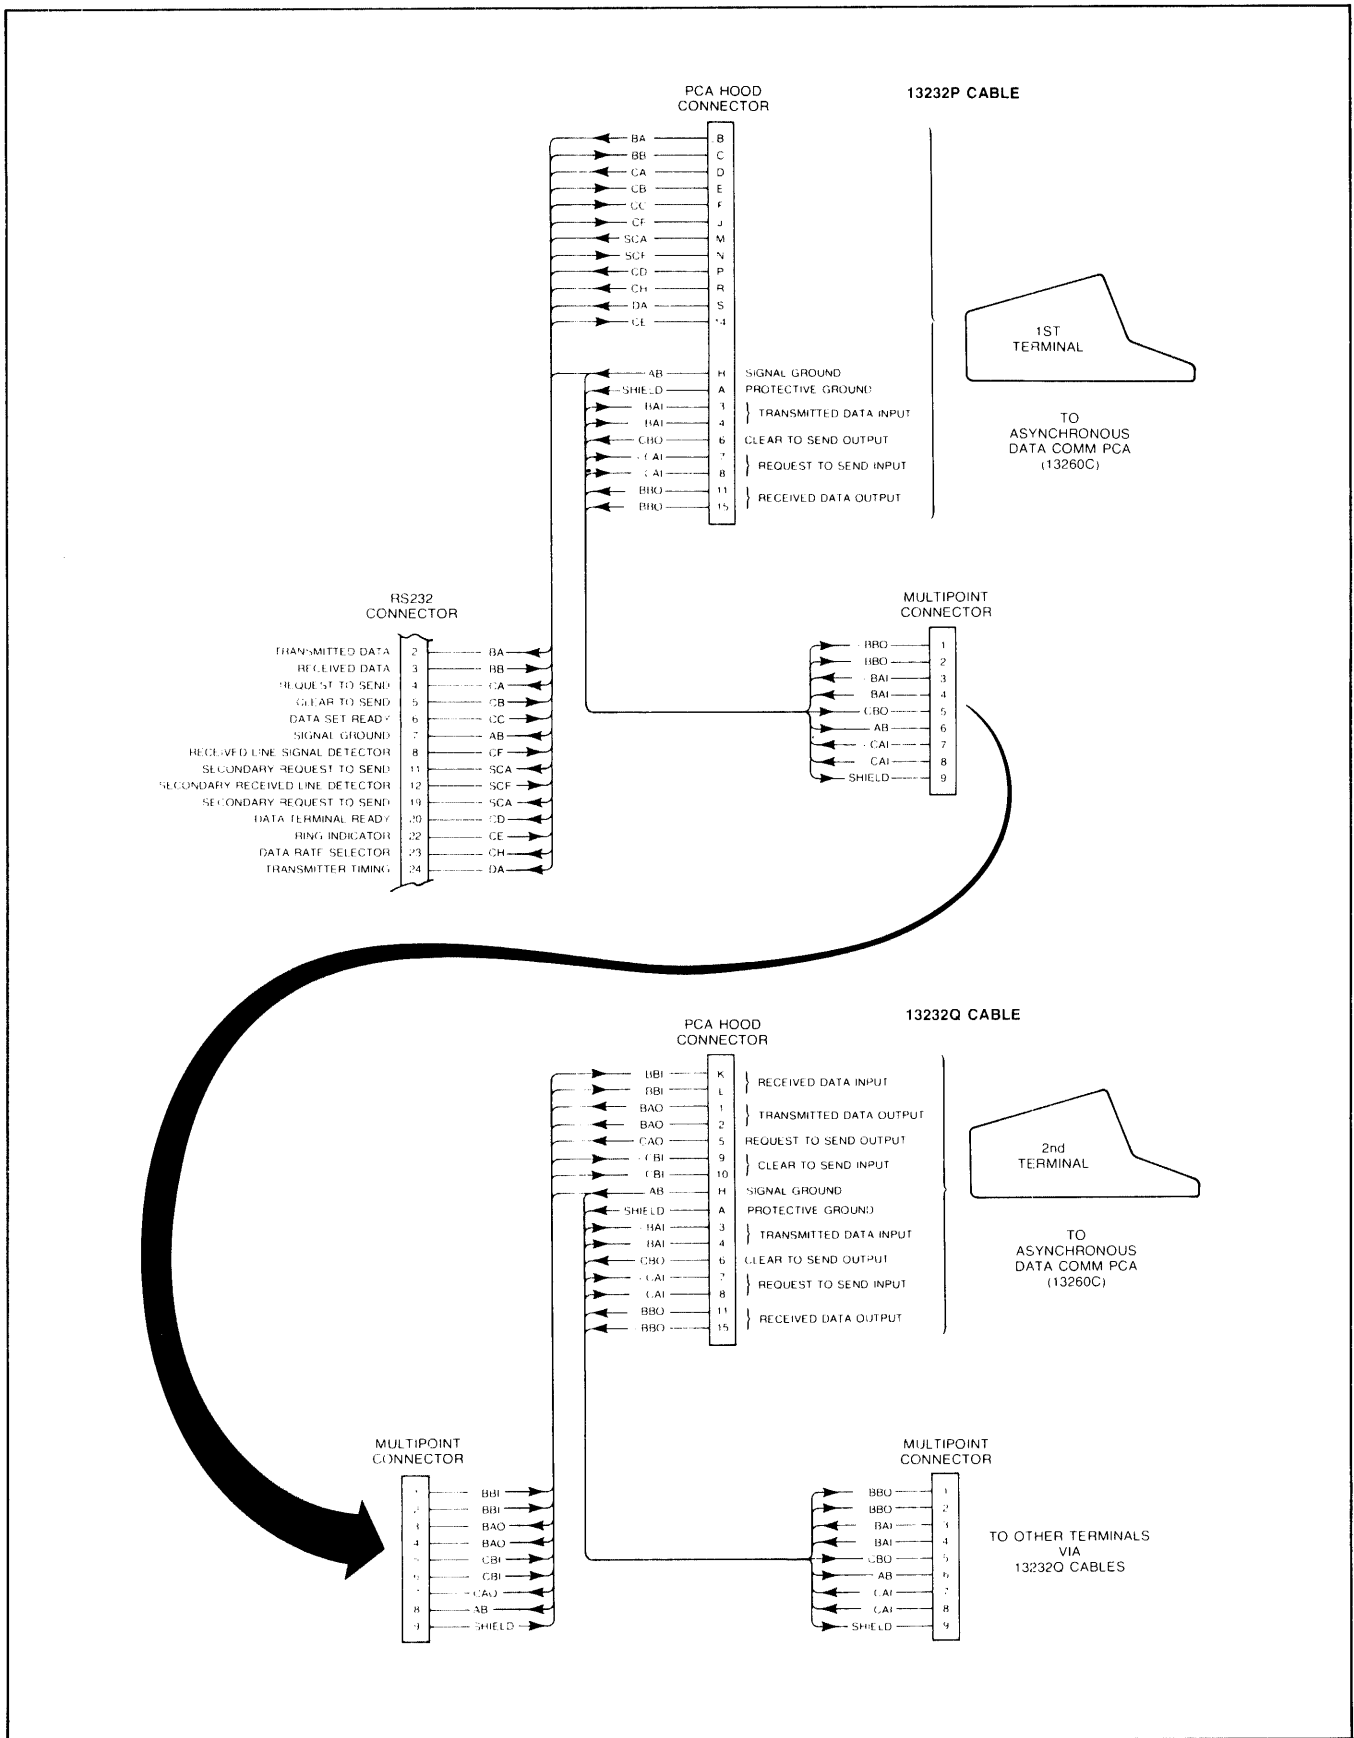 PCA HOOD
CONNECTOR
13232P CABLE
BA B
BB C
CA D
CB E
CC F
CF J
SCA M
SCF N
CD P
CH R
DA S
CE 14
AB H SIGNAL GROUND
SHIELD A PROTECTIVE GROUND
BAI 3
BAI 4
TRANSMITTED DATA INPUT
CBO 6 CLEAR TO SEND OUTPUT
CAI 7
CAI 8
REQUEST TO SEND INPUT
BBO 11
BBO 15
RECEIVED DATA OUTPUT
1ST
TERMINAL
TO
ASYNCHRONOUS
DATA COMM PCA
(13260C)
RS232
CONNECTOR
TRANSMITTED DATA 2 BA
RECEIVED DATA 3 BB
REQUEST TO SEND 4 CA
CLEAR TO SEND 5 CB
DATA SET READY 6 CC
SIGNAL GROUND 7 AB
RECEIVED LINE SIGNAL DETECTOR 8 CF
SECONDARY REQUEST TO SEND 11 SCA
SECONDARY RECEIVED LINE DETECTOR 12 SCF
SECONDARY REQUEST TO SEND 19 SCA
DATA TERMINAL READY 20 CD
RING INDICATOR 22 CE
DATA RATE SELECTOR 23 CH
TRANSMITTER TIMING 24 DA
MULTIPOINT
CONNECTOR
BBO 1
BBO 2
BAI 3
BAI 4
CBO 5
AB 6
CAI 7
CAI 8
SHIELD 9
PCA HOOD
CONNECTOR
13232Q CABLE
BBI K
BBI L
RECEIVED DATA INPUT
BAO 1
BAO 2
TRANSMITTED DATA OUTPUT
CAO 5 REQUEST TO SEND OUTPUT
CBI 9
CBI 10
CLEAR TO SEND INPUT
AB H SIGNAL GROUND
SHIELD A PROTECTIVE GROUND
BAI 3
BAI 4
TRANSMITTED DATA INPUT
CBO 6 CLEAR TO SEND OUTPUT
CAI 7
CAI 8
REQUEST TO SEND INPUT
BBO 11
BBO 15
RECEIVED DATA OUTPUT
2nd
TERMINAL
TO
ASYNCHRONOUS
DATA COMM PCA
(13260C)
MULTIPOINT
CONNECTOR
1 BBI
2 BBI
3 BAO
4 BAO
5 CBI
6 CBI
7 CAO
8 AB
9 SHIELD
MULTIPOINT
CONNECTOR
BBO 1
BBO 2
BAI 3
BAI 4
CBO 5
AB 6
CAI 7
CAI 8
SHIELD 9
TO OTHER TERMINALS
VIA
13232Q CABLES